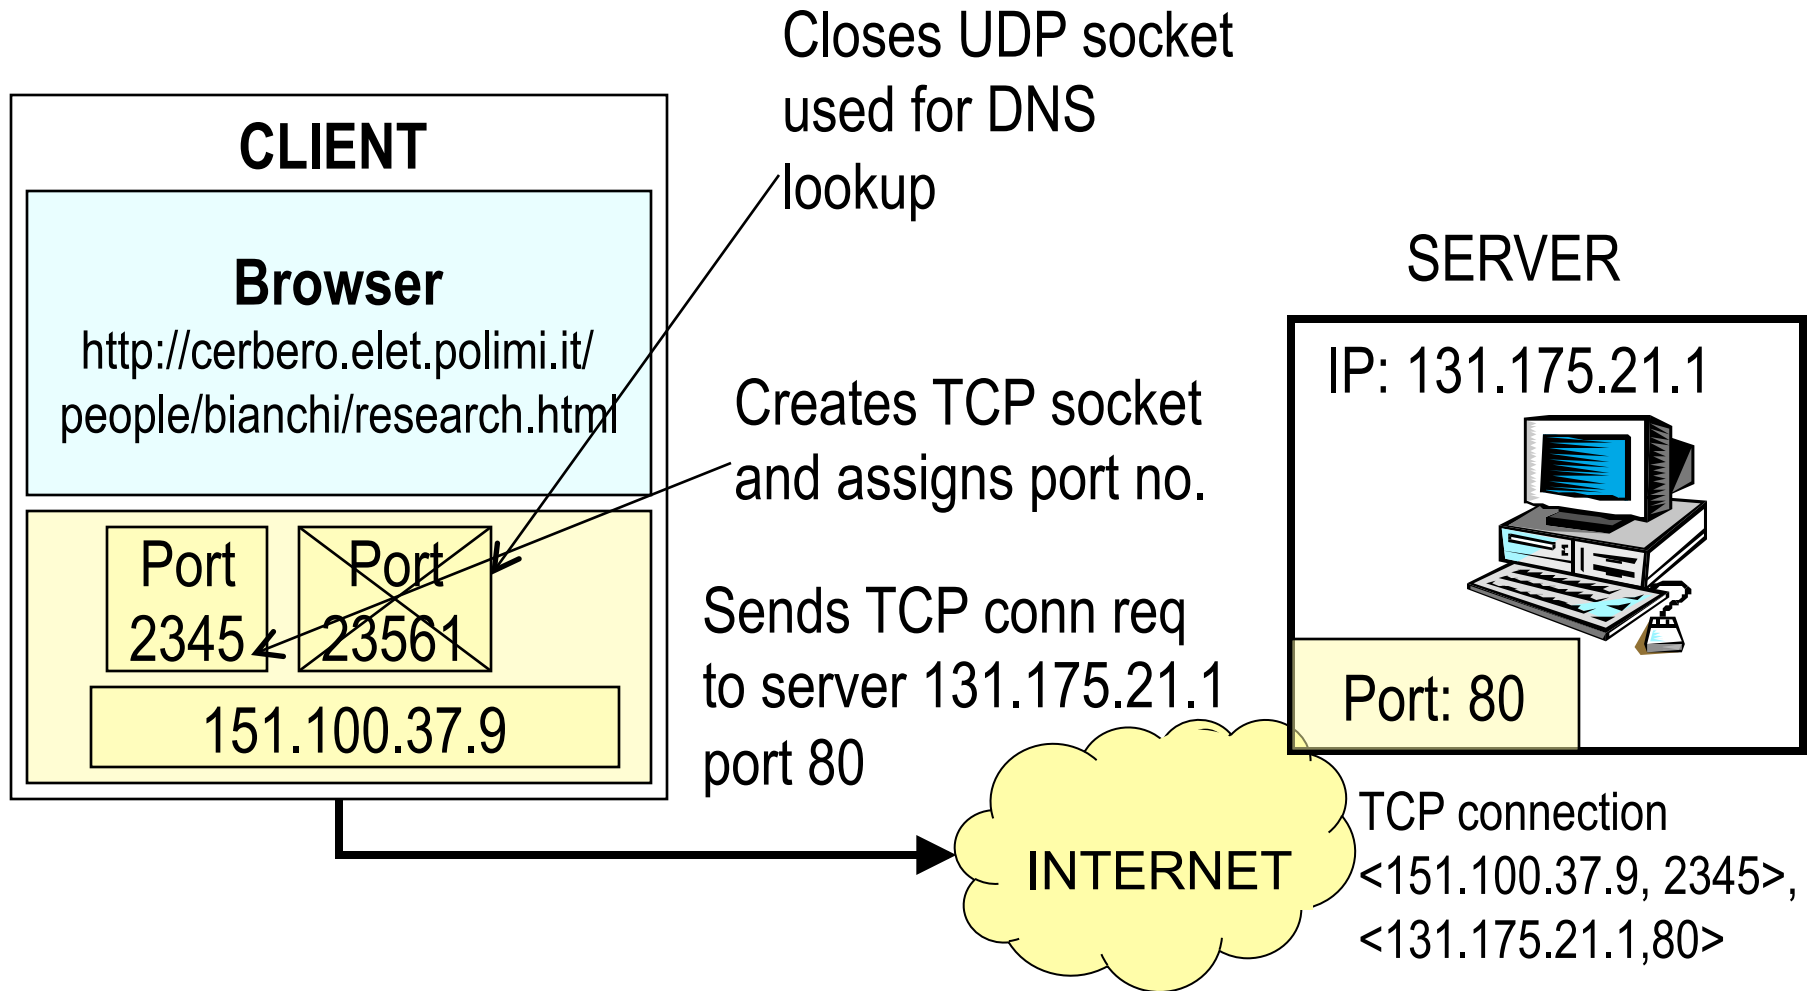 Closes UDP socket
used for DNS
lookup
CLIENT
Browser
http://cerbero.elet.polimi.it/
people/bianchi/research.html
Port
2345
Port
23561
151.100.37.9
Creates TCP socket
and assigns port no.
Sends TCP conn req
to server 131.175.21.1
port 80
SERVER
IP: 131.175.21.1
Port: 80
INTERNET
TCP connection
<151.100.37.9, 2345>,
<131.175.21.1,80>